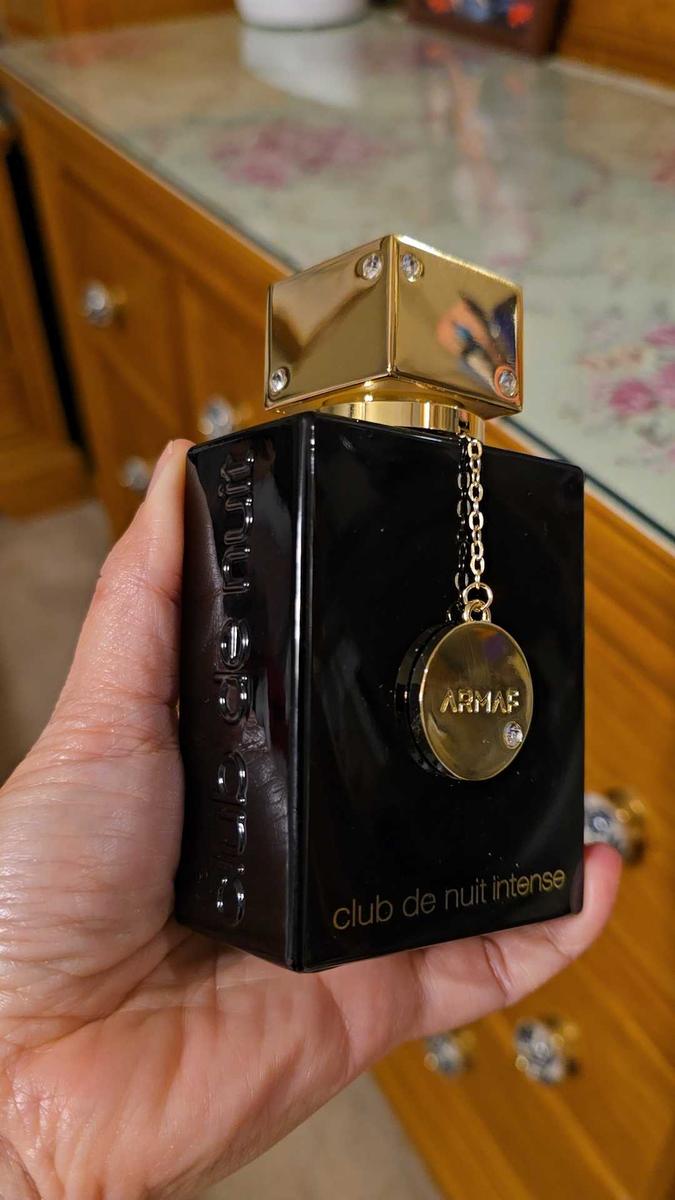 club de nuit
ARMAF
club de nuit intense